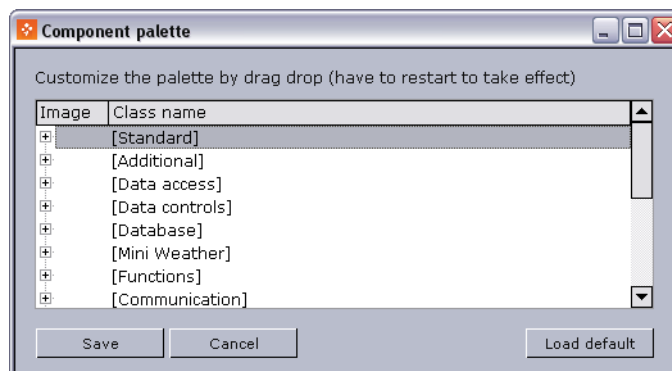 Component palette
Customize the palette by drag drop (have to restart to take effect)
Image Class name
[Standard]
[Additional]
[Data access]
[Data controls]
[Database]
[Mini Weather]
[Functions]
[Communication]
Save Cancel Load default